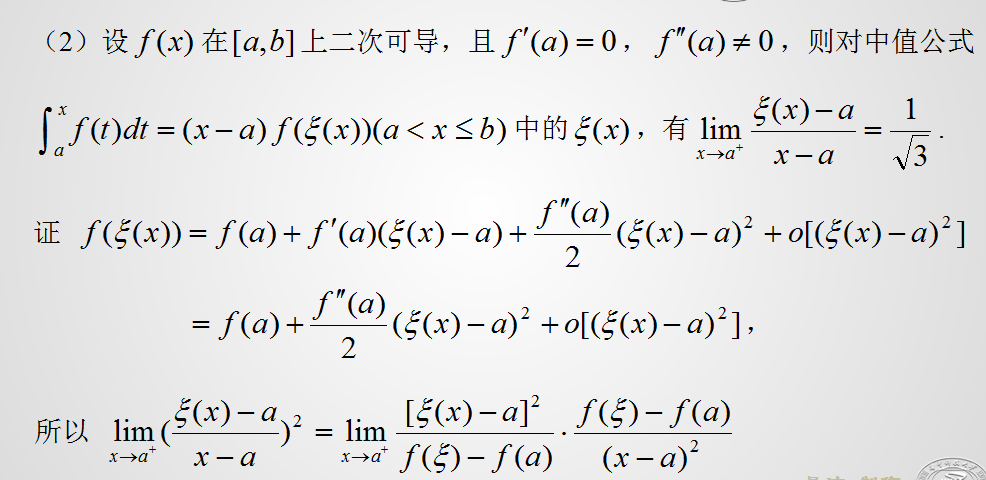 （2）设 f(x) 在[a,b]上二次可导，且 f′(a) = 0，f″(a) ≠ 0，则对中值公式
∫ₐˣ f(t)dt = (x − a) f(ξ(x))(a < x ≤ b) 中的 ξ(x)，有 lim_{x→a⁺} (ξ(x) − a)/(x − a) = 1/√3 .
证 f(ξ(x)) = f(a) + f′(a)(ξ(x) − a) + f″(a)/2 (ξ(x) − a)² + o[(ξ(x) − a)²]
= f(a) + f″(a)/2 (ξ(x) − a)² + o[(ξ(x) − a)²]，
所以 lim_{x→a⁺} ((ξ(x) − a)/(x − a))² = lim_{x→a⁺} [ξ(x) − a]²/(f(ξ) − f(a)) · (f(ξ) − f(a))/(x − a)²